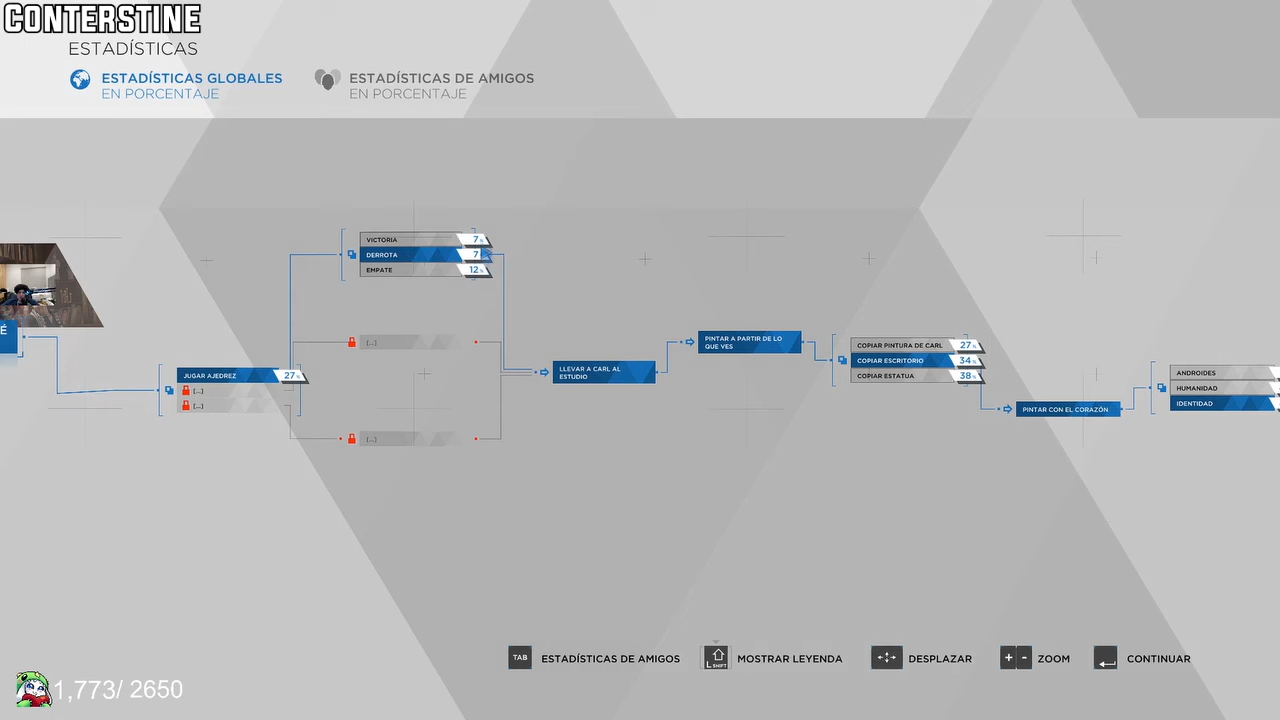 CONTERSTINE
ESTADÍSTICAS
ESTADÍSTICAS GLOBALES
EN PORCENTAJE
ESTADÍSTICAS DE AMIGOS
EN PORCENTAJE
VICTORIA 7%
DERROTA 7
EMPATE 12%
[...]
É
JUGAR AJEDREZ 27%
[...]
[...]
[...]
LLEVAR A CARL AL
ESTUDIO
PINTAR A PARTIR DE LO
QUE VES
COPIAR PINTURA DE CARL 27%
COPIAR ESCRITORIO 34%
COPIAR ESTATUA 38%
PINTAR CON EL CORAZÓN
ANDROIDES
HUMANIDAD
IDENTIDAD
TAB ESTADÍSTICAS DE AMIGOS
L SHIFT MOSTRAR LEYENDA
DESPLAZAR
+ - ZOOM
CONTINUAR
1,773/ 2650